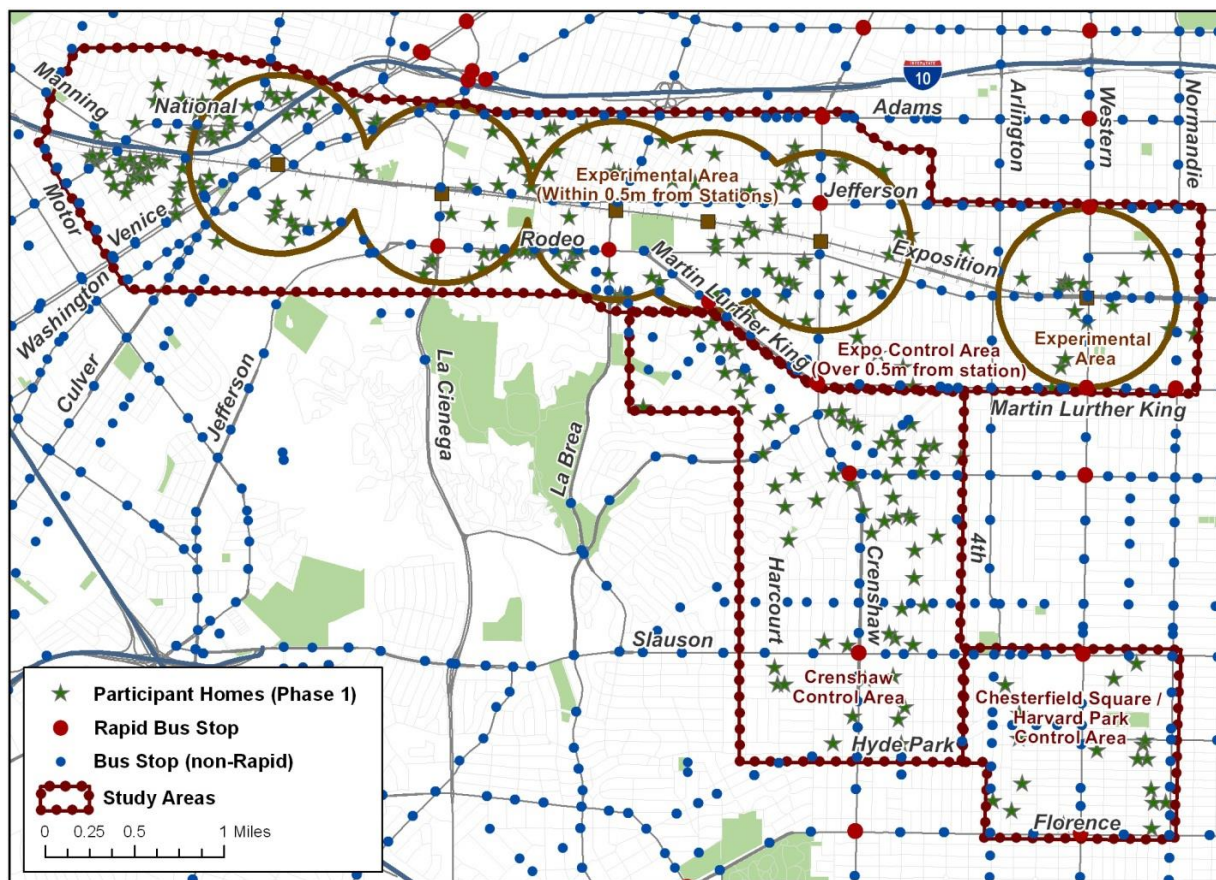 INTERSTATE
10
Manning
National
Adams
Arlington
Western
Normandie
Motor
Venice
Experimental Area
(Within 0.5m from Stations)
Jefferson
Rodeo
Exposition
Washington
Martin Lurther King
Culver
Jefferson
La Cienega
La Brea
Expo Control Area
(Over 0.5m from station)
Experimental
Area
Martin Lurther King
Harcourt
Crenshaw
4th
Slauson
Crenshaw
Control Area
Chesterfield Square /
Harvard Park
Control Area
Hyde Park
Florence
Participant Homes (Phase 1)
Rapid Bus Stop
Bus Stop (non-Rapid)
Study Areas
0 0.25 0.5 1 Miles